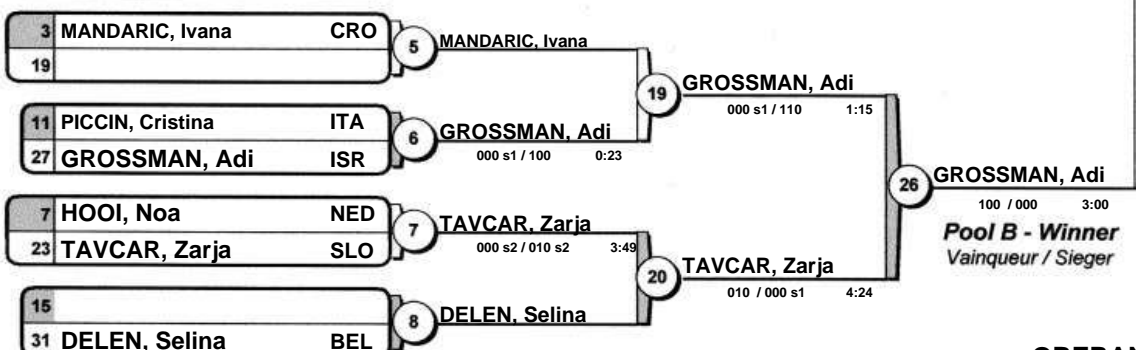 3 MANDARIC, Ivana CRO
19
5 MANDARIC, Ivana
11 PICCIN, Cristina ITA
27 GROSSMAN, Adi ISR
6 GROSSMAN, Adi
000 s1 / 100 0:23
19 GROSSMAN, Adi
000 s1 / 110 1:15
7 HOOI, Noa NED
23 TAVCAR, Zarja SLO
7 TAVCAR, Zarja
000 s2 / 010 s2 3:49
15
31 DELEN, Selina BEL
8 DELEN, Selina
20 TAVCAR, Zarja
010 / 000 s1 4:24
26 GROSSMAN, Adi
100 / 000 3:00
Pool B - Winner
Vainqueur / Sieger